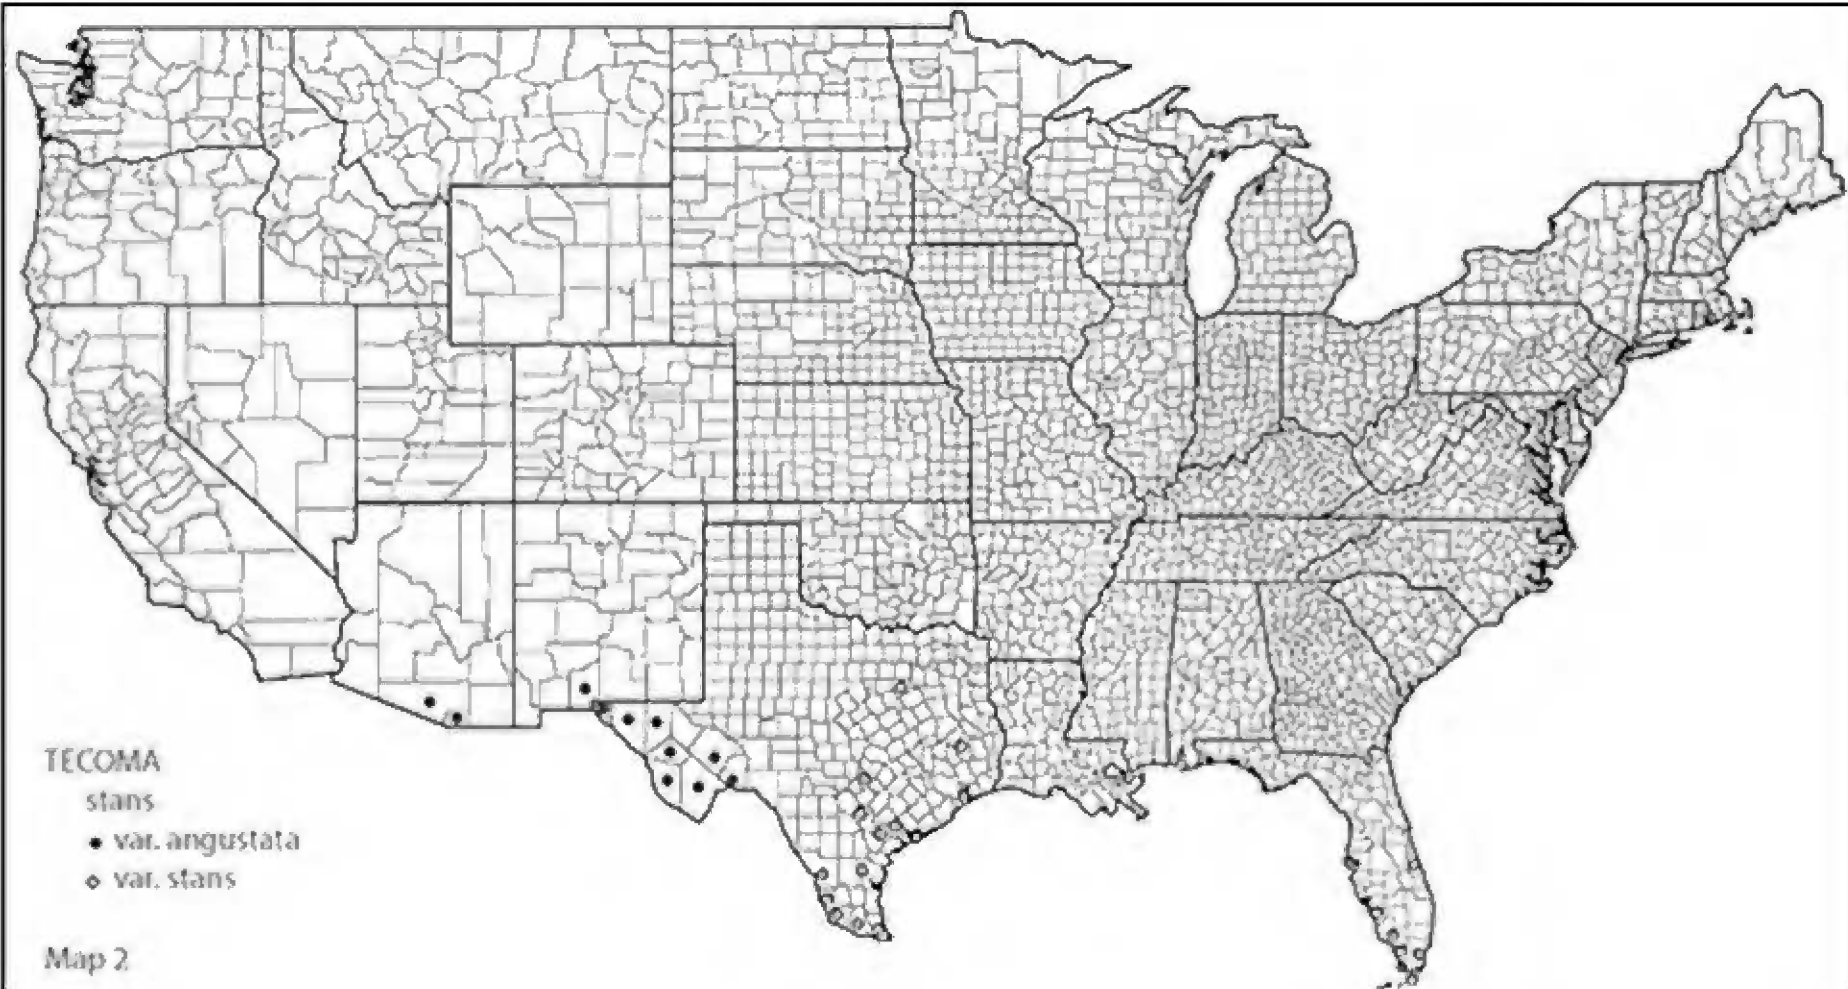 TECOMA
stans
• var. angustata
◇ var. stans
Map 2